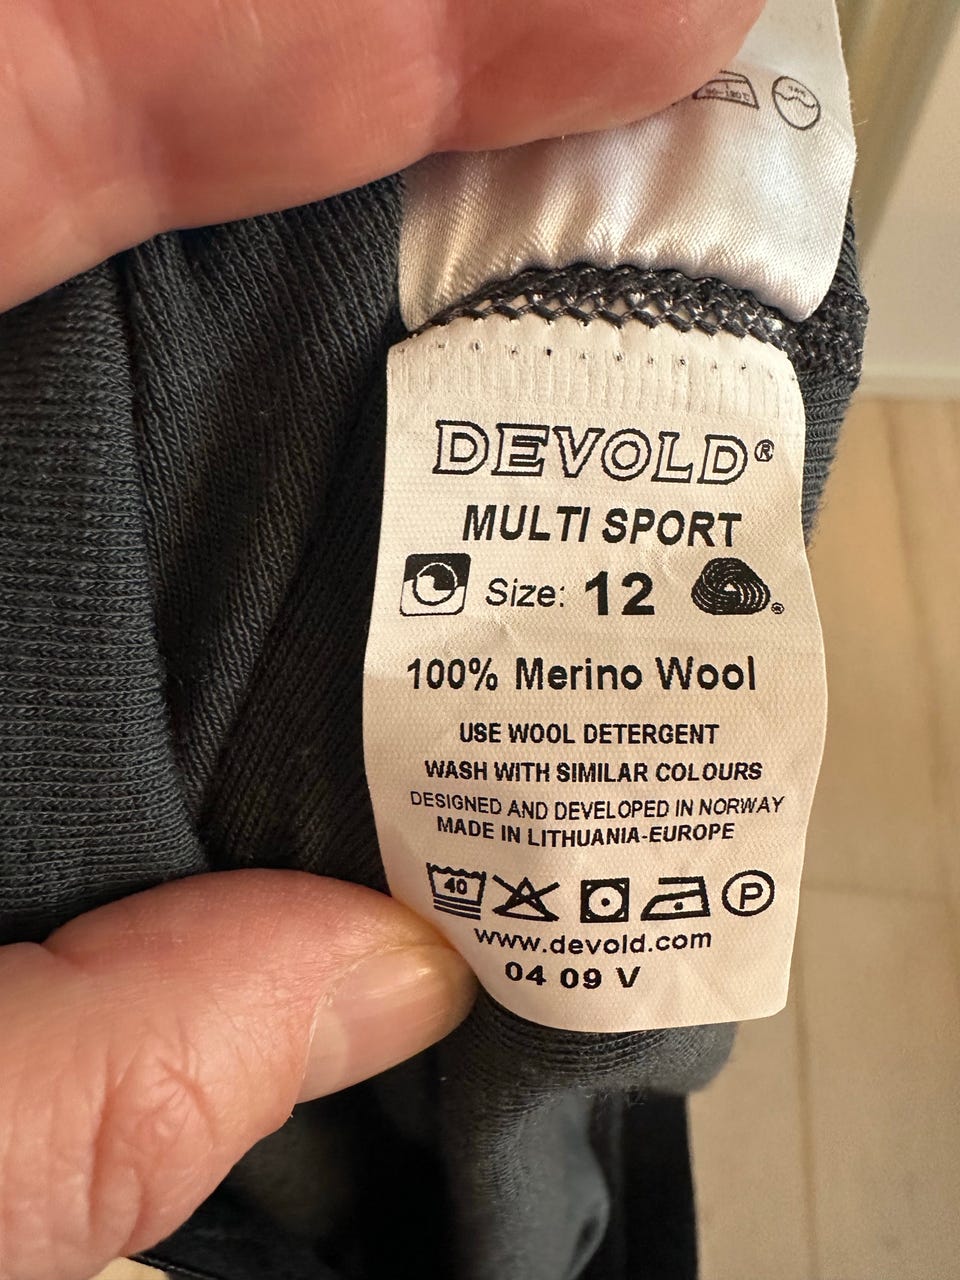 DEVOLD®
MULTI SPORT
Size: 12
100% Merino Wool
USE WOOL DETERGENT
WASH WITH SIMILAR COLOURS
DESIGNED AND DEVELOPED IN NORWAY
MADE IN LITHUANIA-EUROPE
40 P
www.devold.com
04 09 V